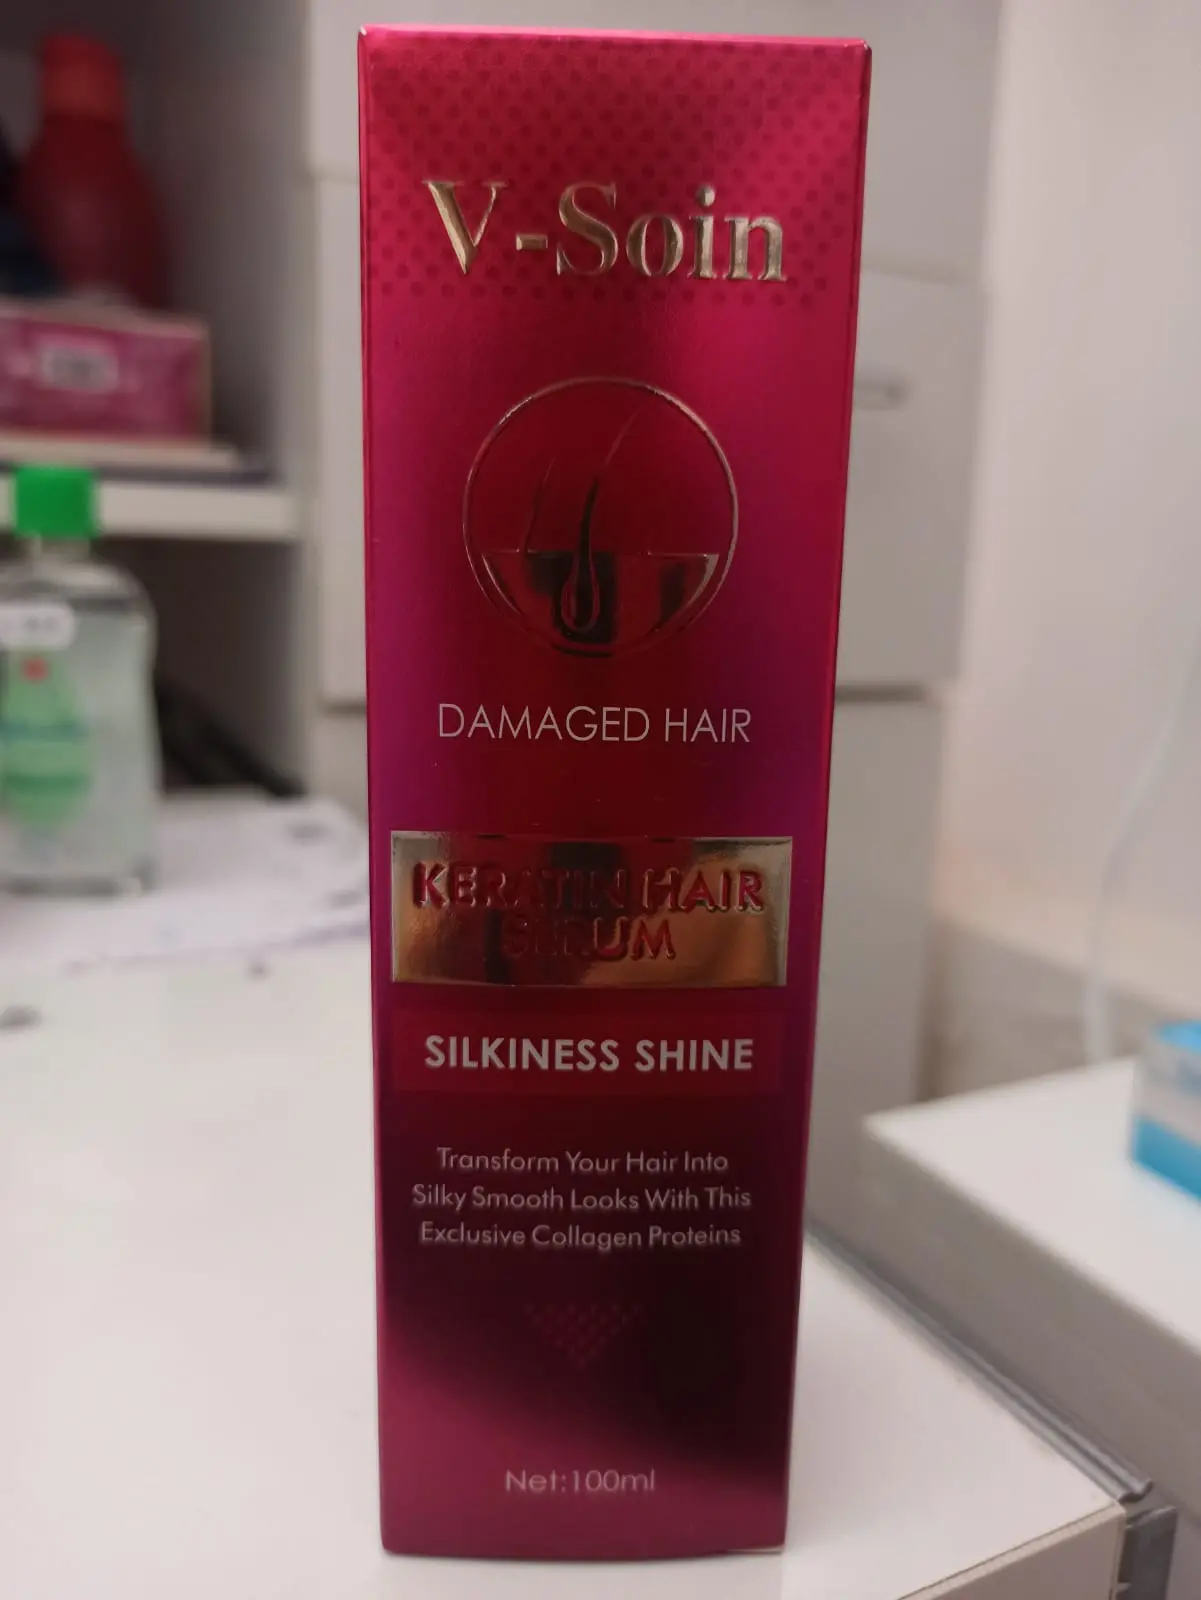 V-Soin
DAMAGED HAIR
KERATIN HAIR
SERUM
SILKINESS SHINE
Transform Your Hair Into
Silky Smooth Looks With This
Exclusive Collagen Proteins
Net:100ml